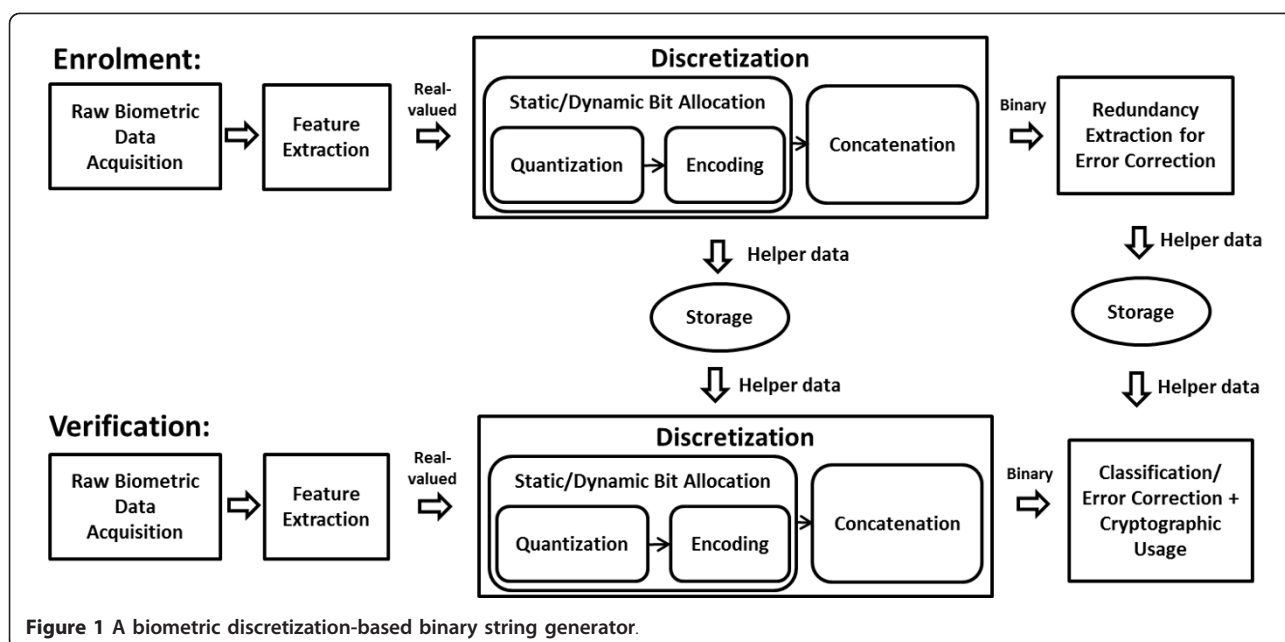 Enrolment:
Raw Biometric
Data
Acquisition
Feature
Extraction
Real-
valued
Discretization
Static/Dynamic Bit Allocation
Quantization
Encoding
Concatenation
Binary
Redundancy
Extraction for
Error Correction
Helper data
Helper data
Storage
Storage
Helper data
Helper data
Verification:
Raw Biometric
Data
Acquisition
Feature
Extraction
Real-
valued
Discretization
Static/Dynamic Bit Allocation
Quantization
Encoding
Concatenation
Binary
Classification/
Error Correction +
Cryptographic
Usage
Figure 1 A biometric discretization-based binary string generator.